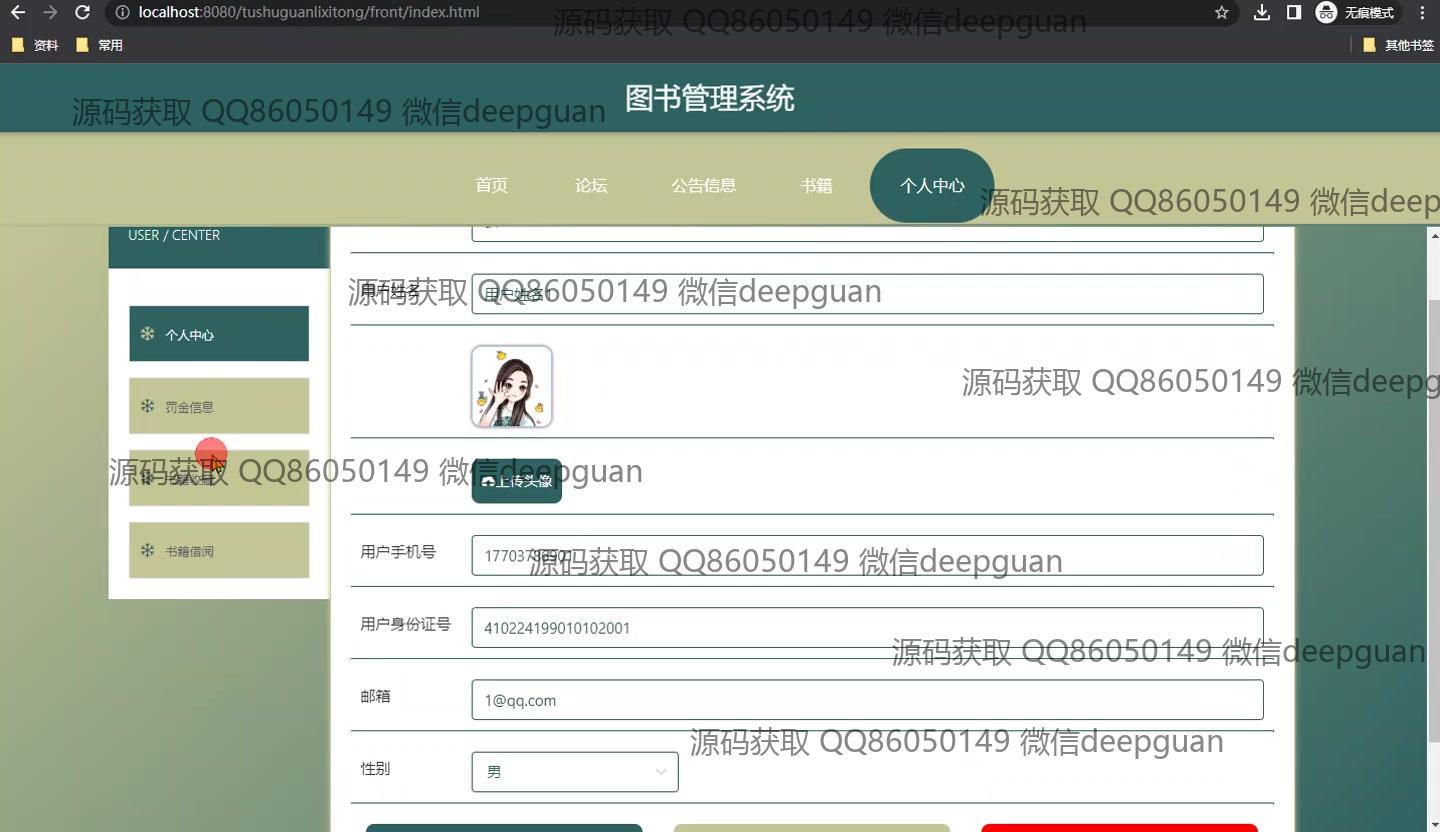 localhost:8080/tushuguanlixitong/front/index.html
无痕模式
资料
常用
其他书签
源码获取 QQ86050149 微信deepguan
图书管理系统
源码获取 QQ86050149 微信deepguan
首页
论坛
公告信息
书籍
个人中心
源码获取 QQ86050149 微信deep
USER / CENTER
个人中心
罚金信息
书籍收藏
书籍借阅
用户姓名
源码获取 QQ86050149 微信deepguan
源码获取 QQ86050149 微信deepg
源码获取 QQ86050149 微信deepguan
上传头像
用户手机号
源码获取 QQ86050149 微信deepguan
用户身份证号
410224199010102001
源码获取 QQ86050149 微信deepguan
邮箱
1@qq.com
源码获取 QQ86050149 微信deepguan
性别
男